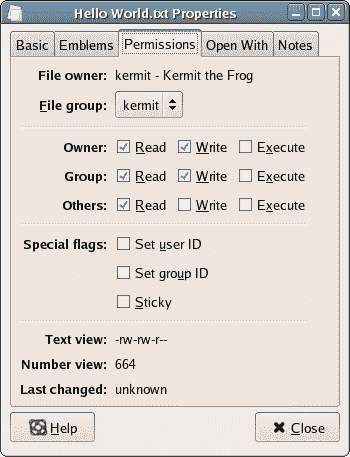 Hello World.txt Properties
Basic Emblems Permissions Open With Notes
File owner: kermit - Kermit the Frog
File group: kermit
Owner: Read Write Execute
Group: Read Write Execute
Others: Read Write Execute
Special flags: Set user ID
Set group ID
Sticky
Text view: -rw-rw-r--
Number view: 664
Last changed: unknown
Help Close